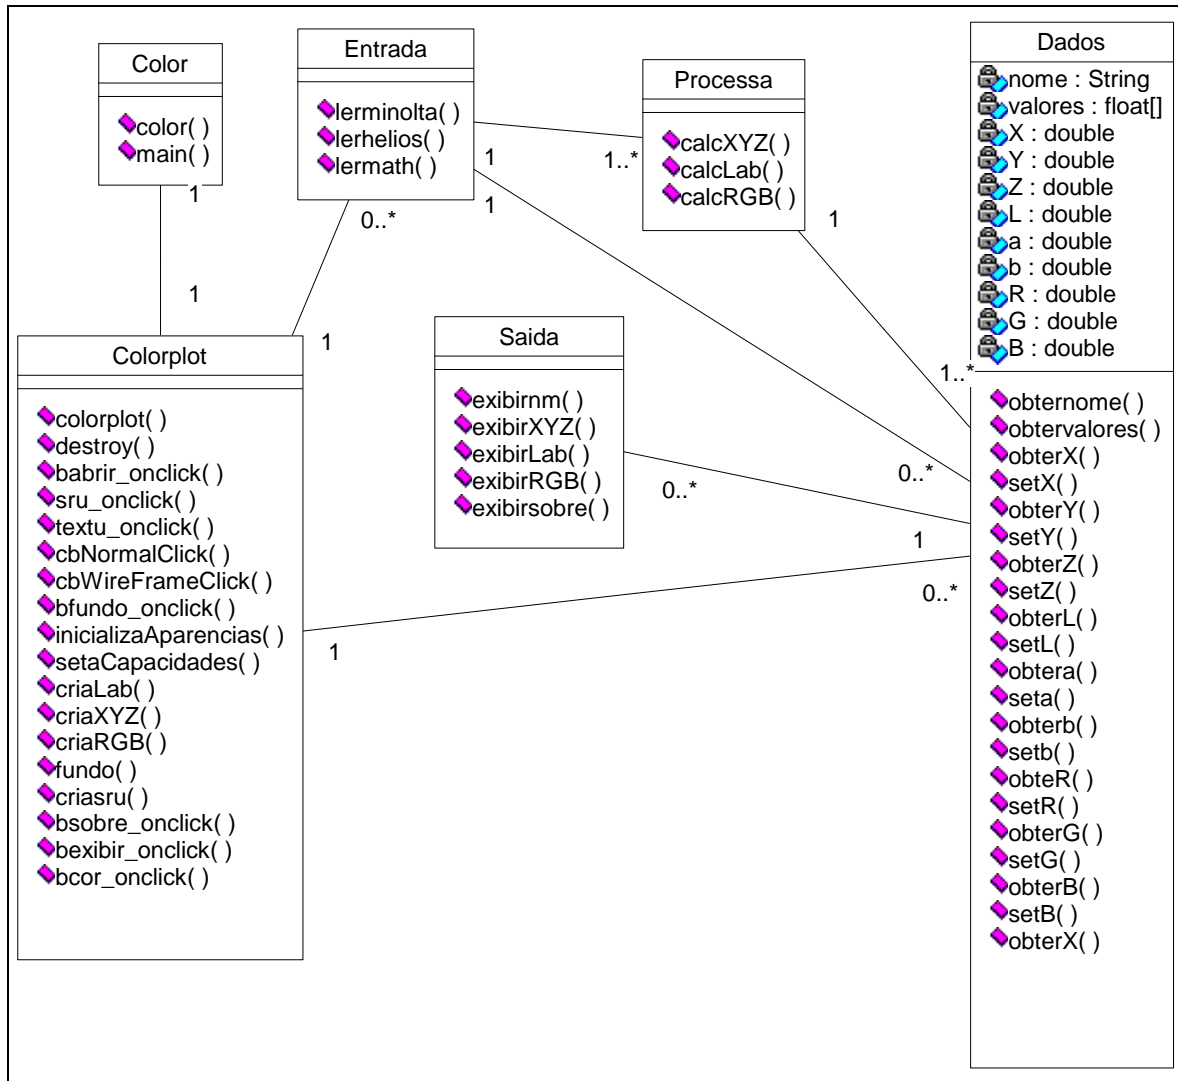 Color
color( )
main( )
Entrada
lerminolta( )
lerhelios( )
lermath( )
Processa
calcXYZ( )
calcLab( )
calcRGB( )
Dados
nome : String
valores : float[]
X : double
Y : double
Z : double
L : double
a : double
b : double
R : double
G : double
B : double
obternome( )
obtervalores( )
obterX( )
setX( )
obterY( )
setY( )
obterZ( )
setZ( )
obterL( )
setL( )
obtera( )
seta( )
obterb( )
setb( )
obteR( )
setR( )
obterG( )
setG( )
obterB( )
setB( )
obterX( )
Colorplot
colorplot( )
destroy( )
babrir_onclick( )
sru_onclick( )
textu_onclick( )
cbNormalClick( )
cbWireFrameClick( )
bfundo_onclick( )
inicializaAparencias( )
setaCapacidades( )
criaLab( )
criaXYZ( )
criaRGB( )
fundo( )
criasru( )
bsobre_onclick( )
bexibir_onclick( )
bcor_onclick( )
Saida
exibirnm( )
exibirXYZ( )
exibirLab( )
exibirRGB( )
exibirsobre( )
1
1
0..*
1
1
1..*
1
0..*
1
1..*
0..*
1
1
0..*